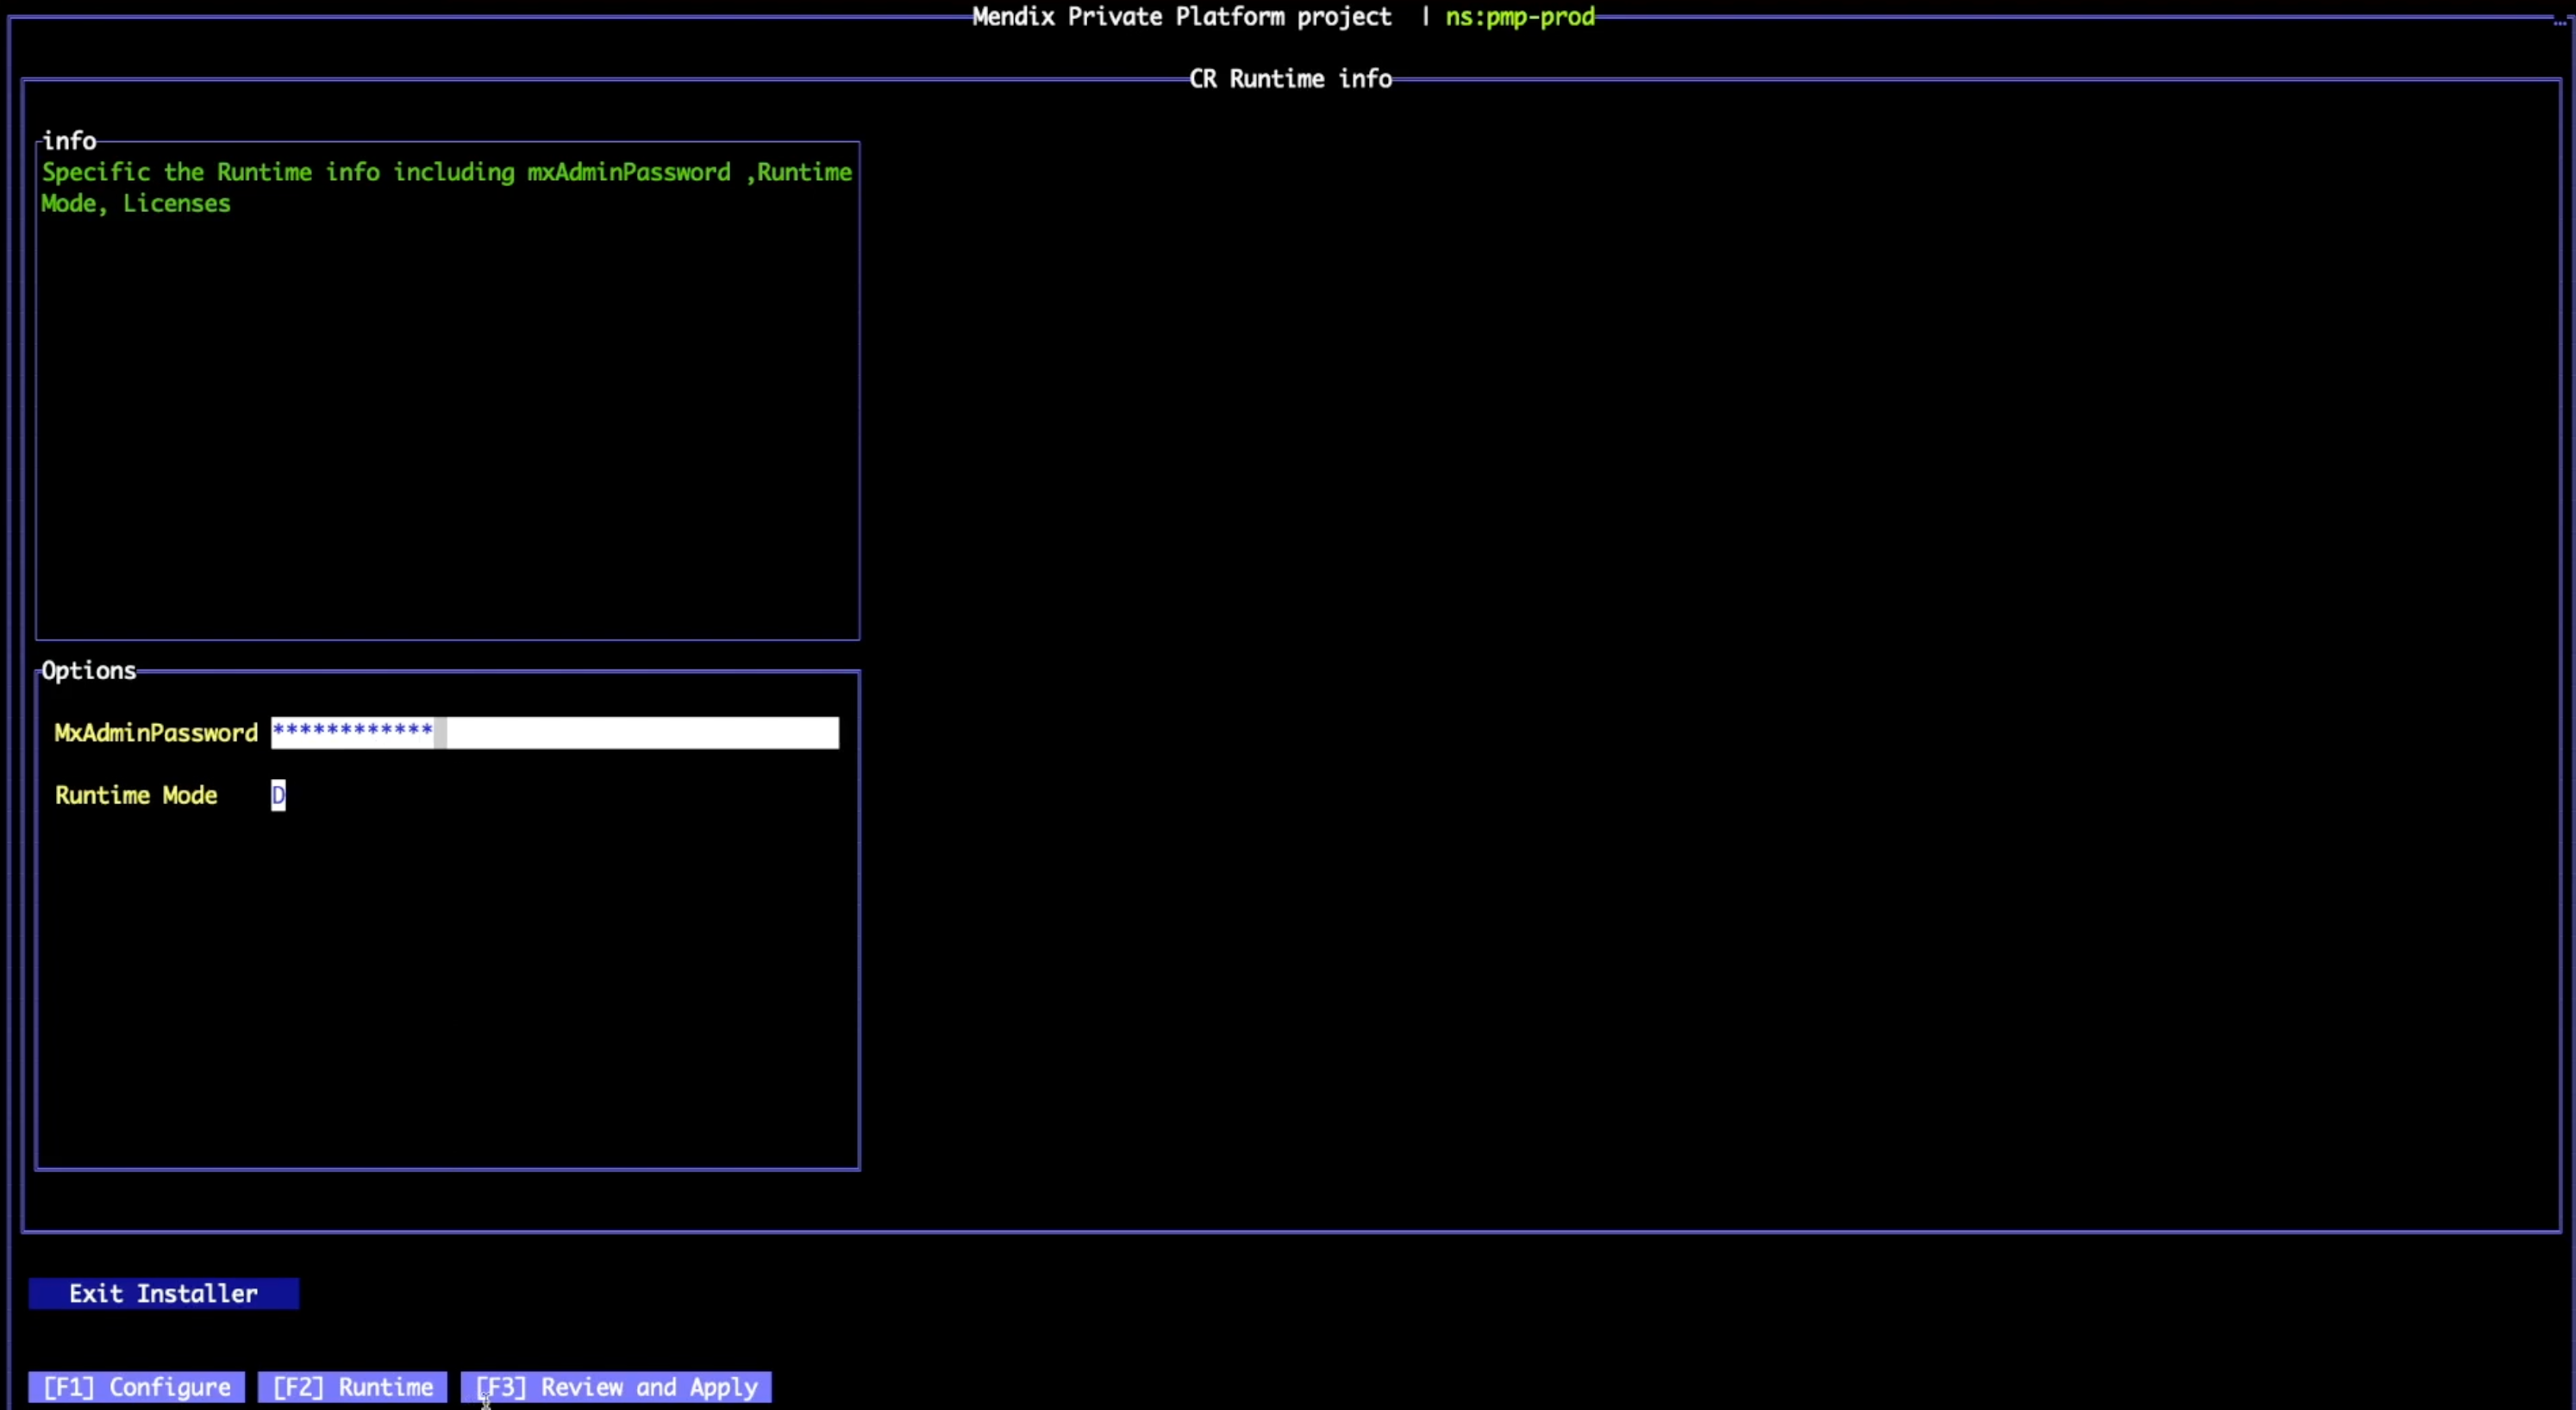 Mendix Private Platform project | ns:pmp-prod
…
CR Runtime info
info
Specific the Runtime info including mxAdminPassword ,Runtime
Mode, Licenses
Options
MxAdminPassword ************
Runtime Mode D
Exit Installer
[F1] Configure [F2] Runtime [F3] Review and Apply